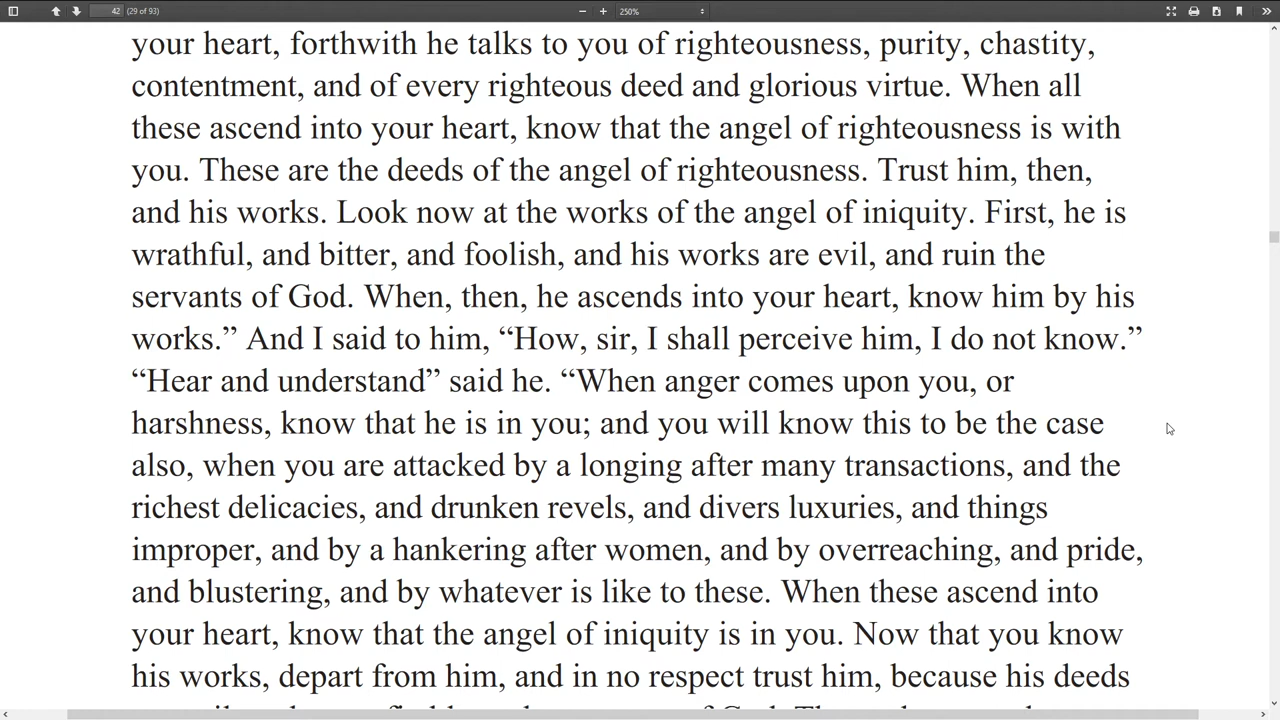 42 (29 of 93) 250%
your heart, forthwith he talks to you of righteousness, purity, chastity,
contentment, and of every righteous deed and glorious virtue. When all
these ascend into your heart, know that the angel of righteousness is with
you. These are the deeds of the angel of righteousness. Trust him, then,
and his works. Look now at the works of the angel of iniquity. First, he is
wrathful, and bitter, and foolish, and his works are evil, and ruin the
servants of God. When, then, he ascends into your heart, know him by his
works.” And I said to him, “How, sir, I shall perceive him, I do not know.”
“Hear and understand” said he. “When anger comes upon you, or
harshness, know that he is in you; and you will know this to be the case
also, when you are attacked by a longing after many transactions, and the
richest delicacies, and drunken revels, and divers luxuries, and things
improper, and by a hankering after women, and by overreaching, and pride,
and blustering, and by whatever is like to these. When these ascend into
your heart, know that the angel of iniquity is in you. Now that you know
his works, depart from him, and in no respect trust him, because his deeds